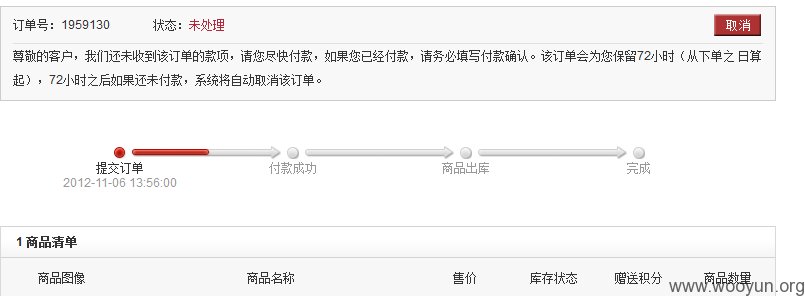 订单号：1959130 状态：未处理 取消
尊敬的客户，我们还未收到该订单的款项，请您尽快付款，如果您已经付款，请务必填写付款确认。该订单会为您保留72小时（从下单之日算
起），72小时之后如果还未付款，系统将自动取消该订单。
提交订单 付款成功 商品出库 完成
2012-11-06 13:56:00
1 商品清单
商品图像 商品名称 售价 库存状态 赠送积分 商品数量
www.wooyun.org